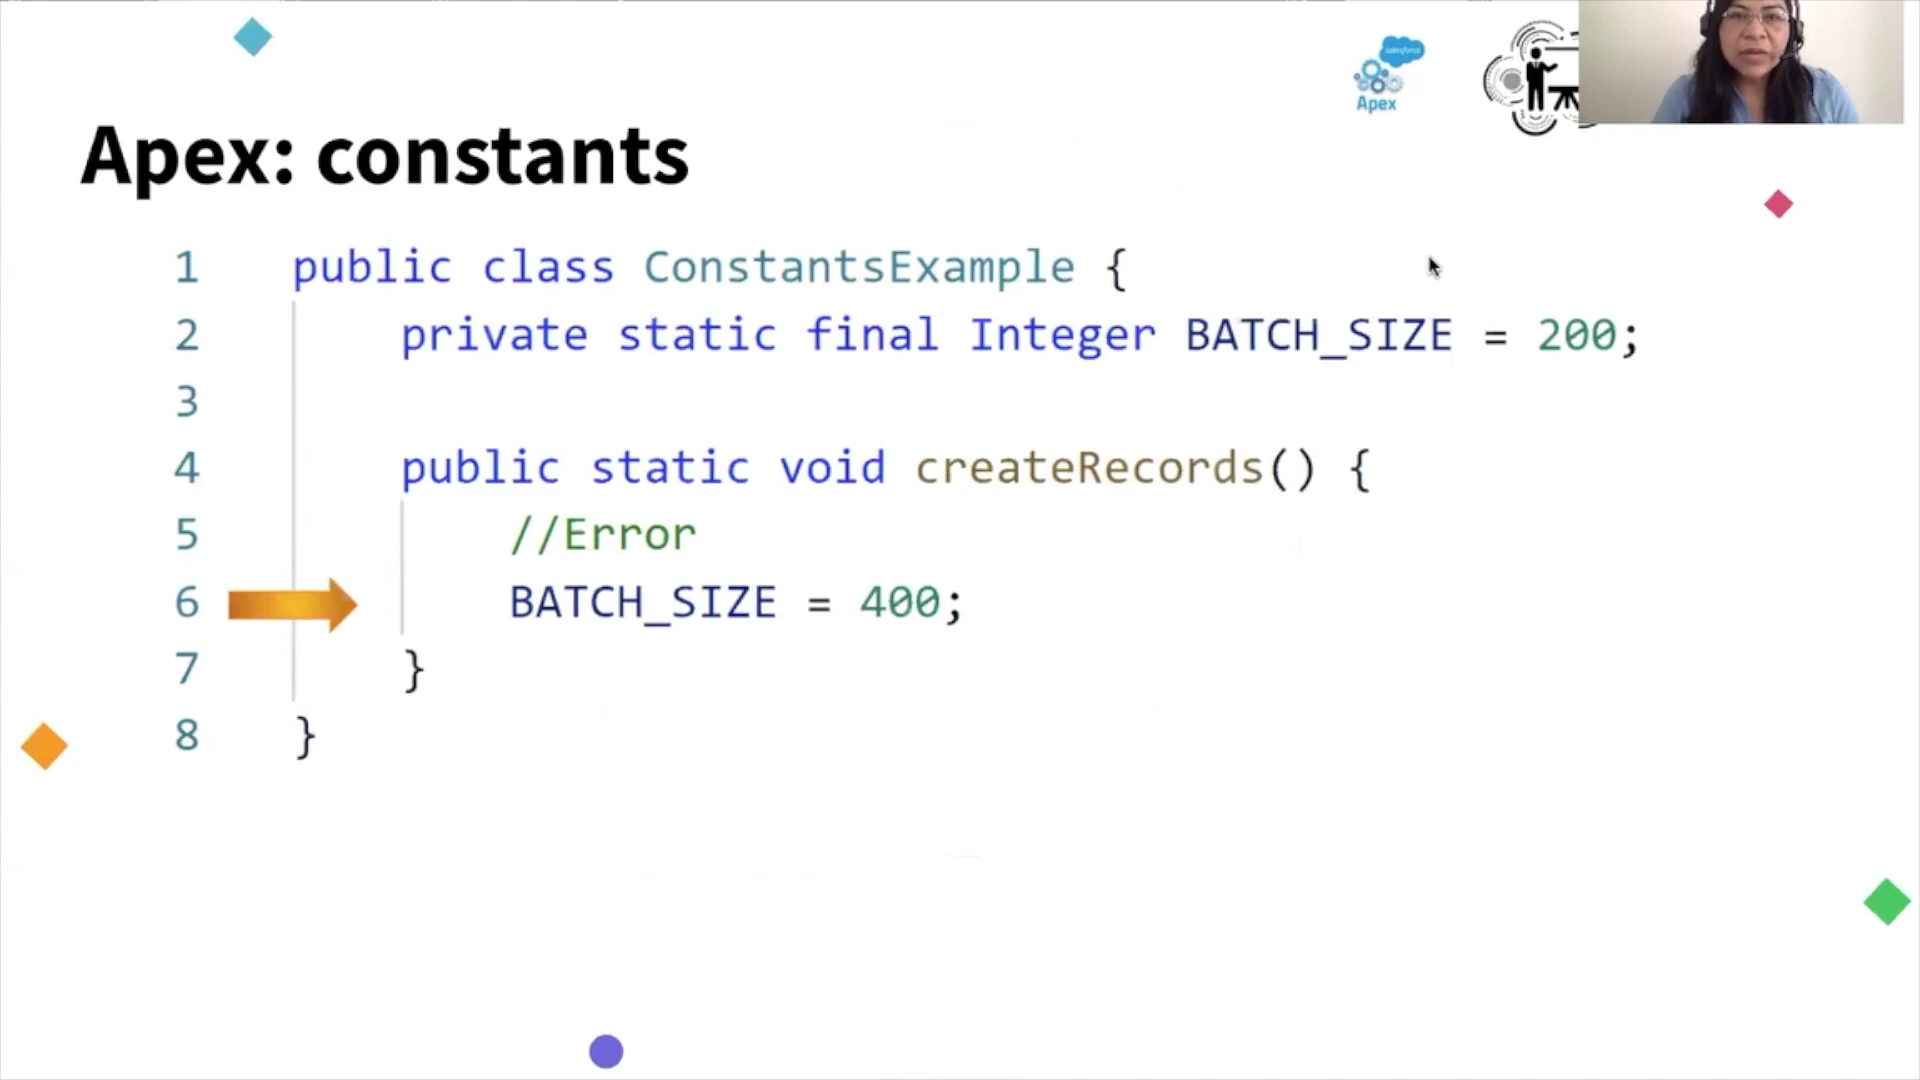 salesforce
Apex
Apex: constants
1 public class ConstantsExample {
2 private static final Integer BATCH_SIZE = 200;
3
4 public static void createRecords() {
5 //Error
6 BATCH_SIZE = 400;
7 }
8 }